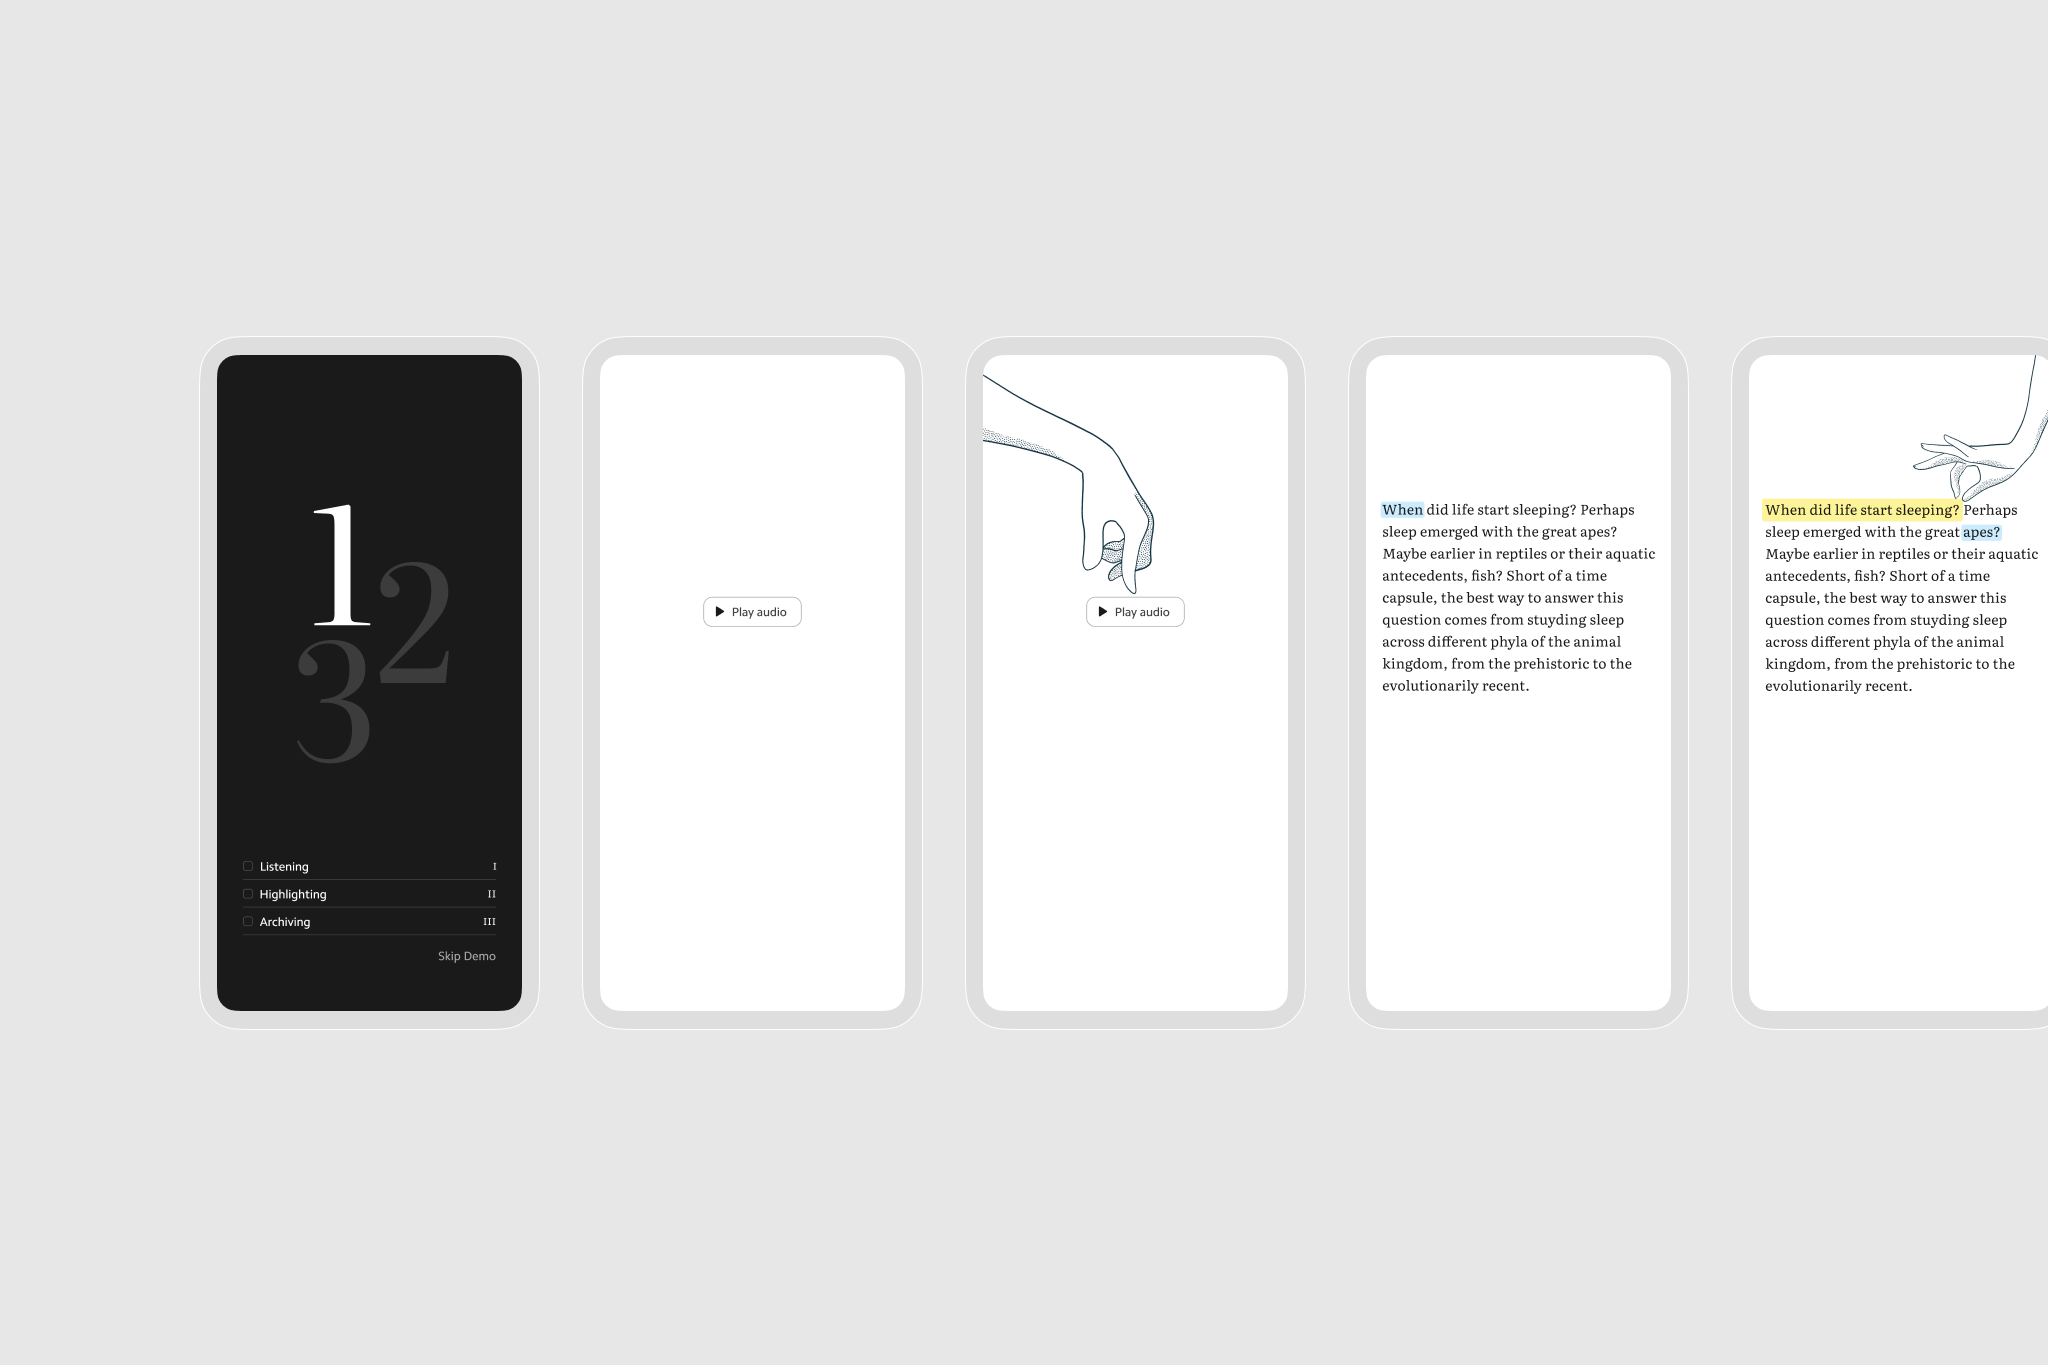 1
2
3
Listening I
Highlighting II
Archiving III
Skip Demo
Play audio
Play audio
When did life start sleeping? Perhaps
sleep emerged with the great apes?
Maybe earlier in reptiles or their aquatic
antecedents, fish? Short of a time
capsule, the best way to answer this
question comes from stuyding sleep
across different phyla of the animal
kingdom, from the prehistoric to the
evolutionarily recent.
When did life start sleeping? Perhaps
sleep emerged with the great apes?
Maybe earlier in reptiles or their aquatic
antecedents, fish? Short of a time
capsule, the best way to answer this
question comes from stuyding sleep
across different phyla of the animal
kingdom, from the prehistoric to the
evolutionarily recent.